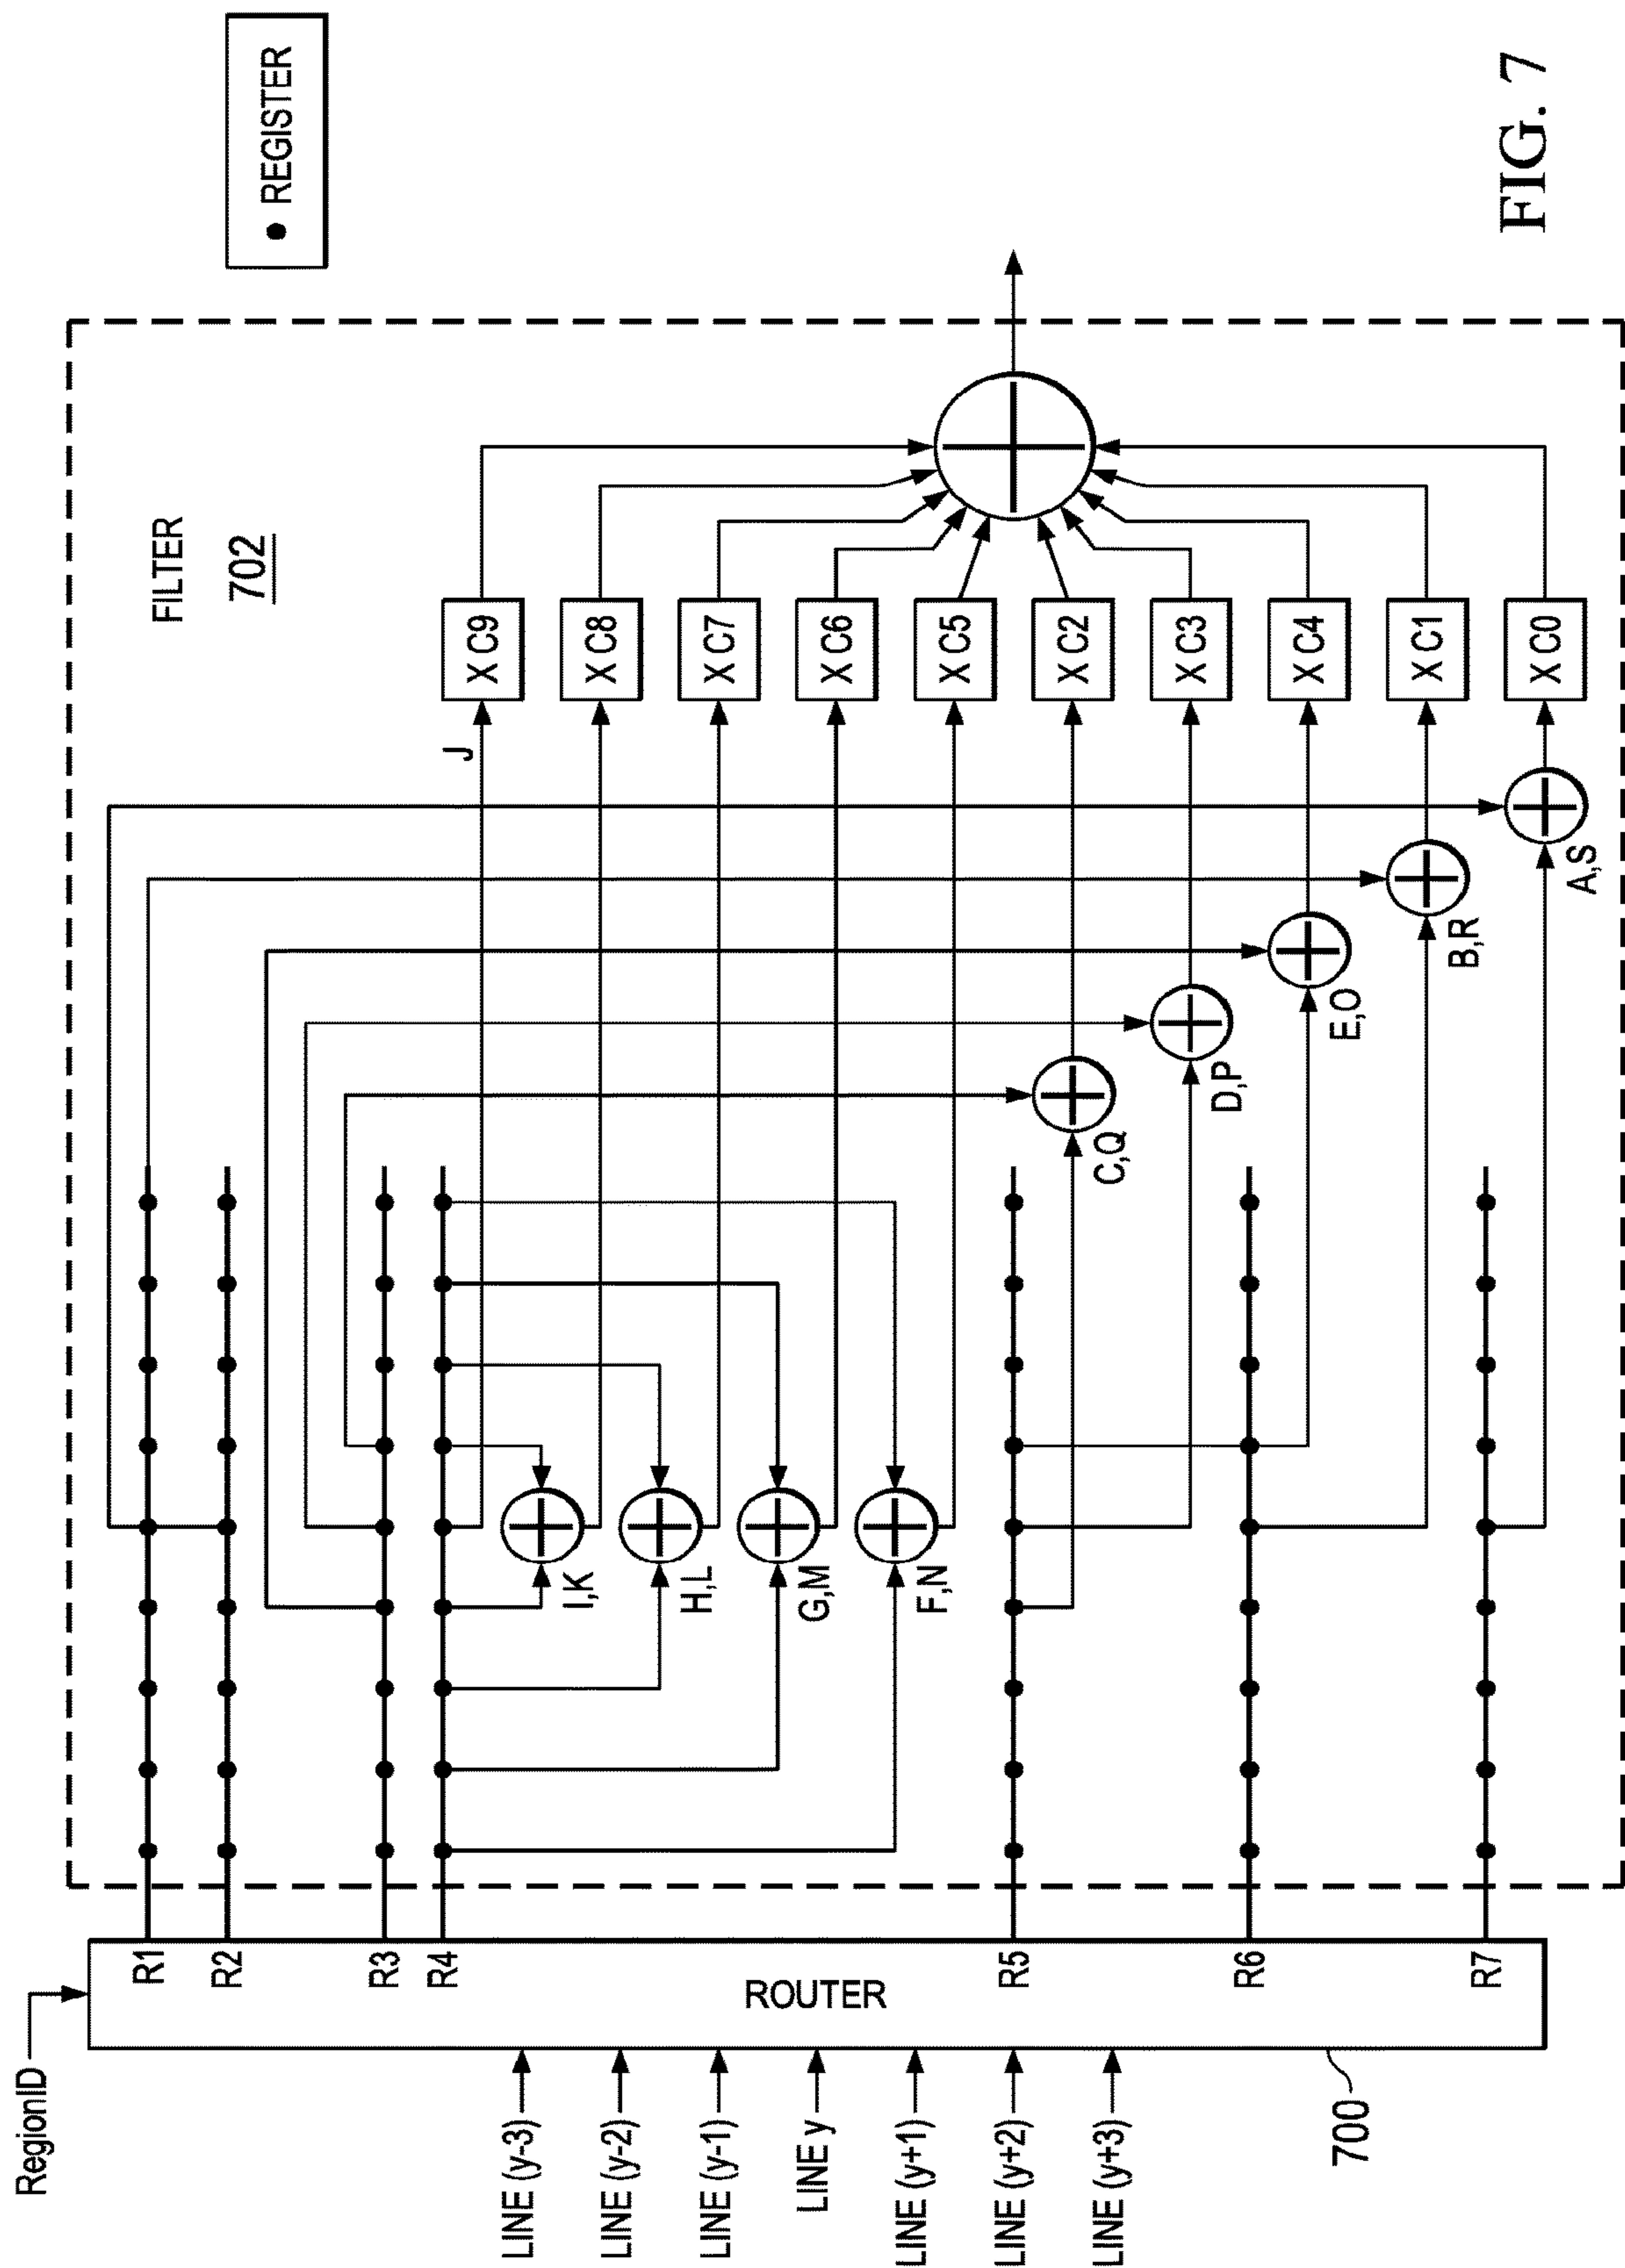 RegionID
LINE (y-3)
LINE (y-2)
LINE (y-1)
LINE y
LINE (y+1)
LINE (y+2)
LINE (y+3)
700
ROUTER
R1
R2
R3
R4
R5
R6
R7
FILTER
702
I,K
H,L
G,M
F,N
C,Q
D,P
E,O
B,R
A,S
J
X C9
X C8
X C7
X C6
X C5
X C2
X C3
X C4
X C1
X C0
● REGISTER
FIG. 7